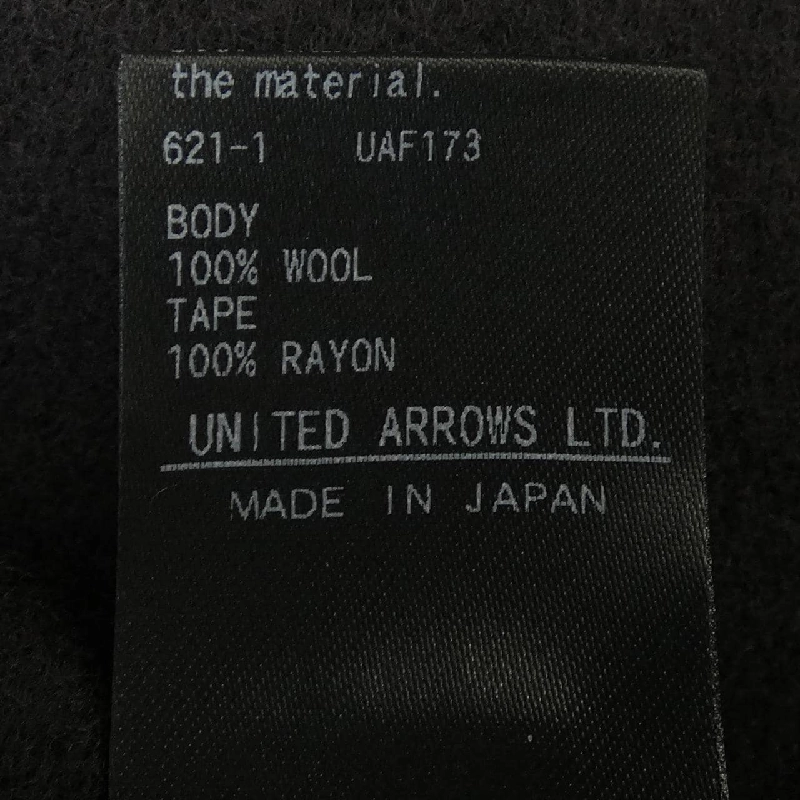 the material.
621-1 UAF173
BODY
100% WOOL
TAPE
100% RAYON
UNITED ARROWS LTD.
MADE IN JAPAN